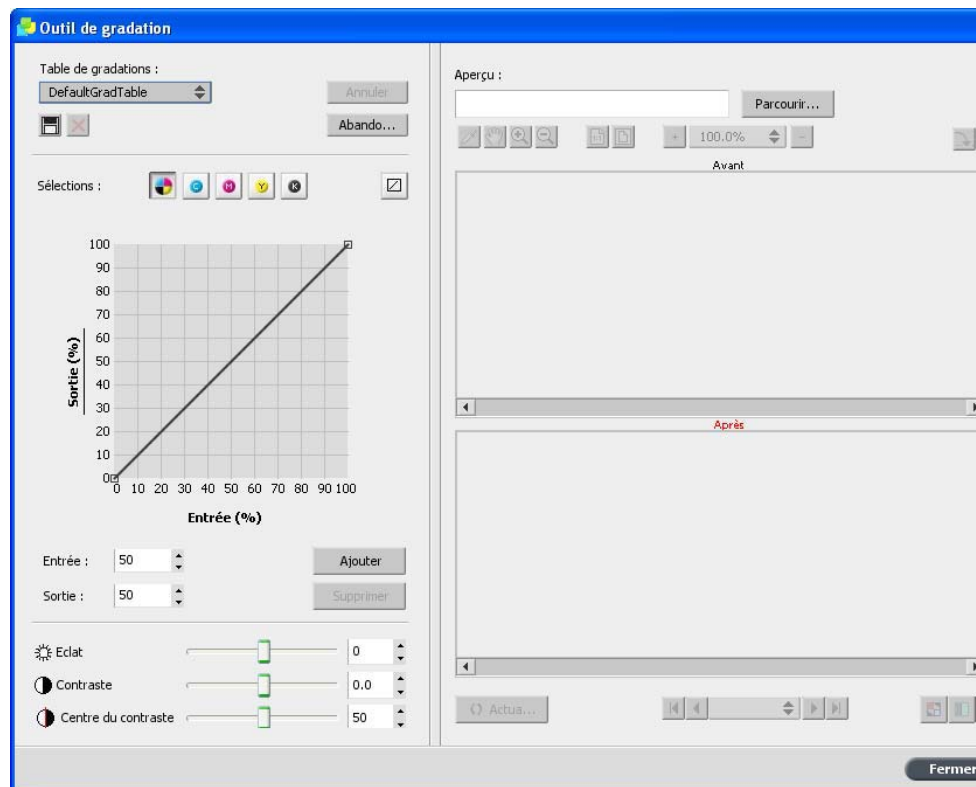 Outil de gradation
Table de gradations :
DefaultGradTable
Annuler
Abando...
Sélections :
C
M
Y
K
100
90
80
70
60
50
40
30
20
10
0
Sortie (%)
0 10 20 30 40 50 60 70 80 90 100
Entrée (%)
Entrée : 50
Ajouter
Sortie : 50
Supprimer
Eclat 0
Contraste 0.0
Centre du contraste 50
Aperçu :
Parcourir...
100.0%
Avant
Après
Actua...
Fermer